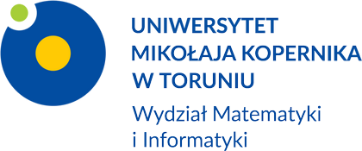 UNIWERSYTET
MIKOŁAJA KOPERNIKA
W TORUNIU
Wydział Matematyki
i Informatyki